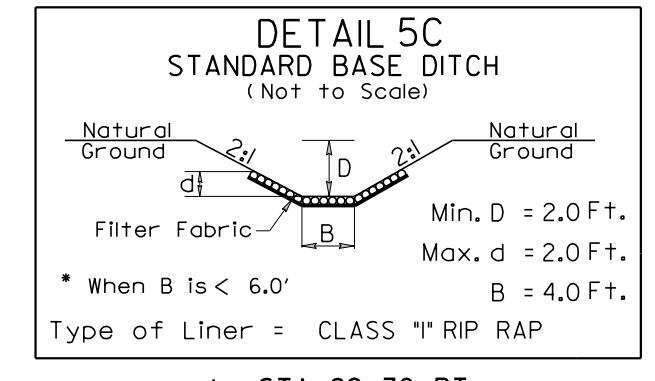 DETAIL 5C
STANDARD BASE DITCH
(Not to Scale)
Natural
Ground
2:1
D
2:1
Natural
Ground
d
Filter Fabric
B
Min. D = 2.0 Ft.
Max. d = 2.0 Ft.
* When B is < 6.0'
B = 4.0 Ft.
Type of Liner = CLASS "I" RIP RAP